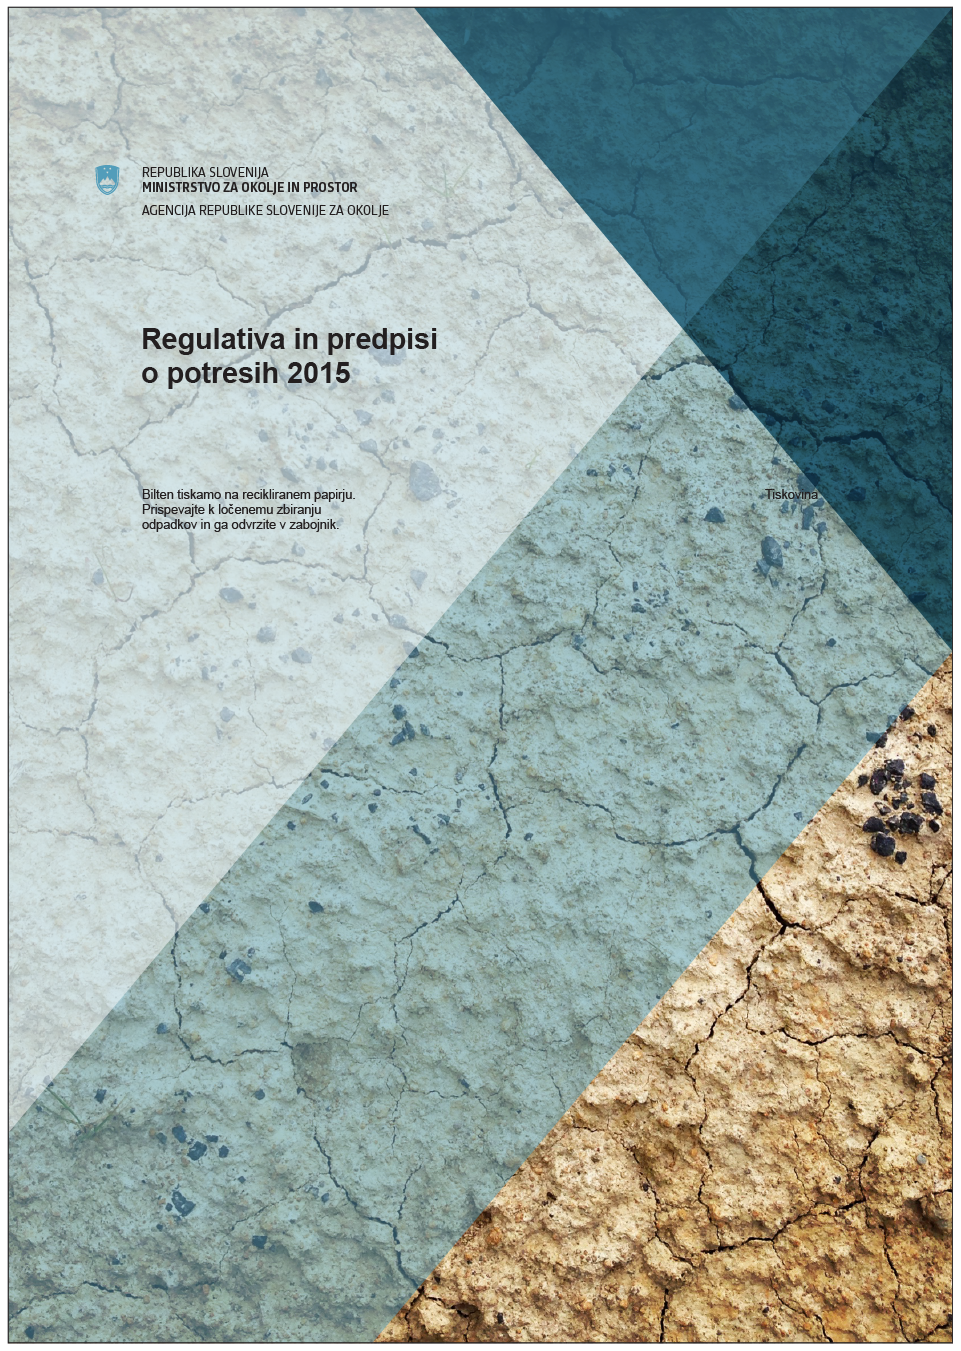 REPUBLIKA SLOVENIJA
MINISTRSTVO ZA OKOLJE IN PROSTOR
AGENCIJA REPUBLIKE SLOVENIJE ZA OKOLJE
Regulativa in predpisi
o potresih 2015
Bilten tiskamo na recikliranem papirju.
Prispevajte k ločenemu zbiranju
odpadkov in ga odvrzite v zabojnik.
Tiskovina